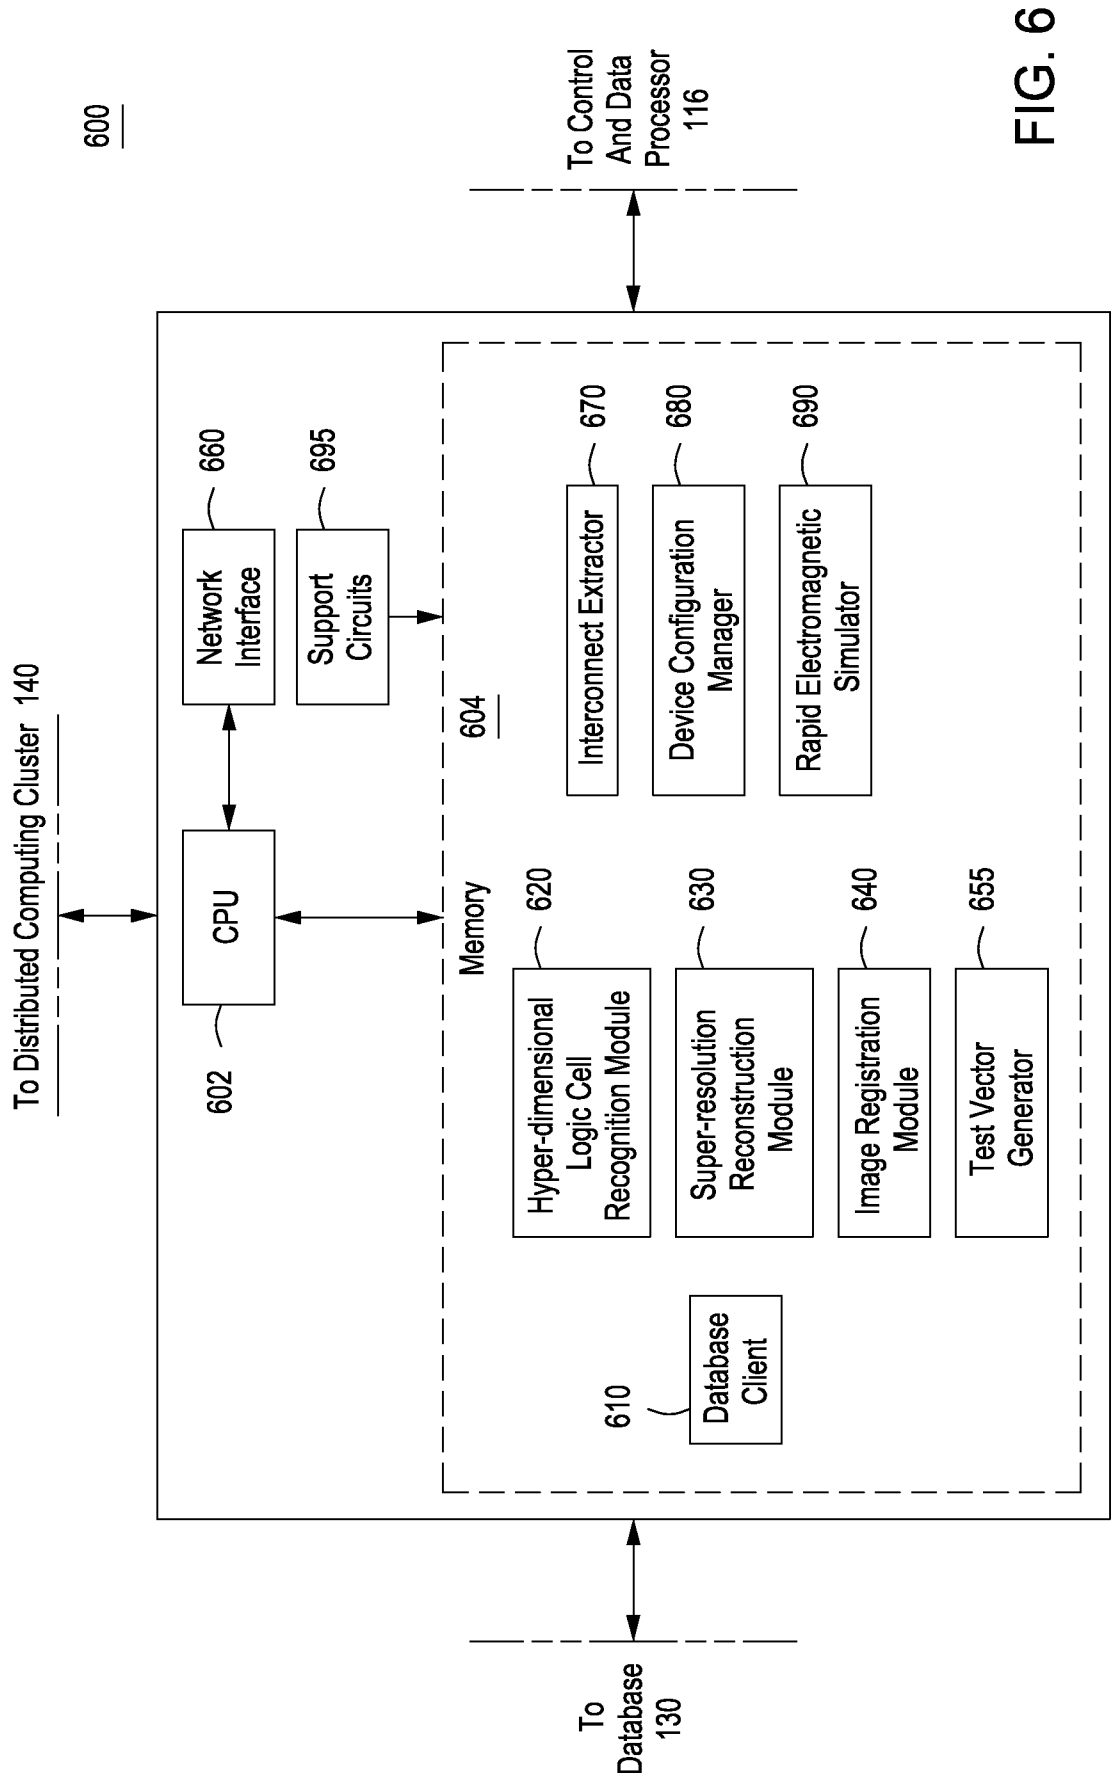 600
To Distributed Computing Cluster 140
CPU
602
Network
Interface
660
Support
Circuits
695
To Control
And Data
Processor
116
To
Database
130
Memory
604
610
Database
Client
Hyper-dimensional
Logic Cell
Recognition Module
620
Super-resolution
Reconstruction
Module
630
Image Registration
Module
640
Test Vector
Generator
655
Interconnect Extractor
670
Device Configuration
Manager
680
Rapid Electromagnetic
Simulator
690
FIG. 6